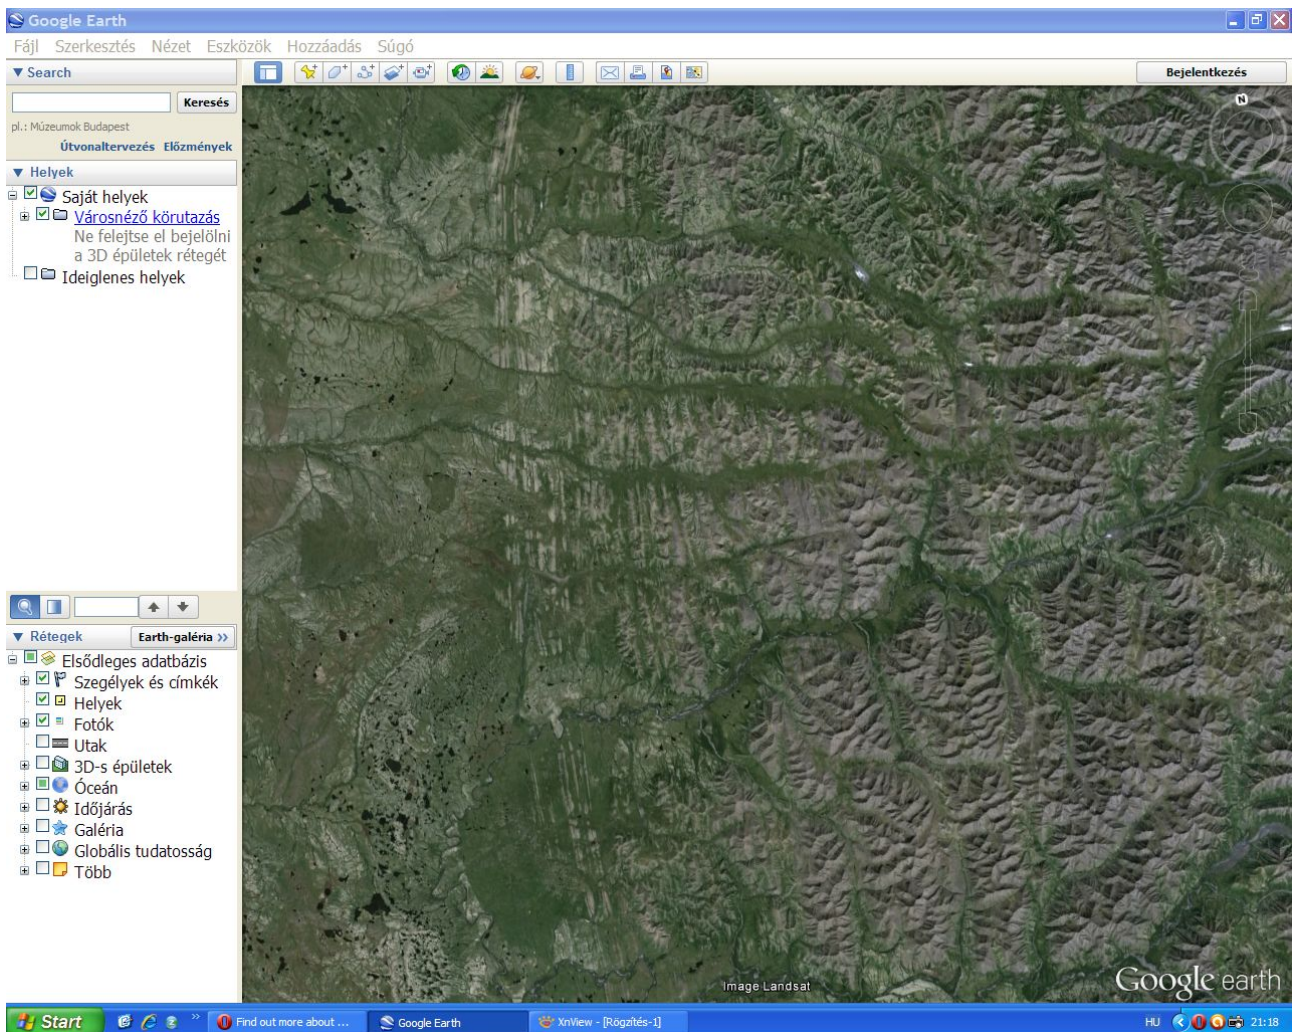 Google Earth
Fájl Szerkesztés Nézet Eszközök Hozzáadás Súgó
Search
Bejelentkezés
Keresés
pl.: Múzeumok Budapest
Útvonaltervezés Előzmények
Helyek
Saját helyek
Városnéző körutazás
Ne felejtse el bejelölni
a 3D épületek rétegét
Ideiglenes helyek
Rétegek
Earth-galéria >>
Elsődleges adatbázis
Szegélyek és címkék
Helyek
Fotók
Utak
3D-s épületek
Óceán
Időjárás
Galéria
Globális tudatosság
Több
N
Image Landsat
Google earth
Start
Find out more about ...
Google Earth
XnView - [Rögzítés-1]
HU
21:18